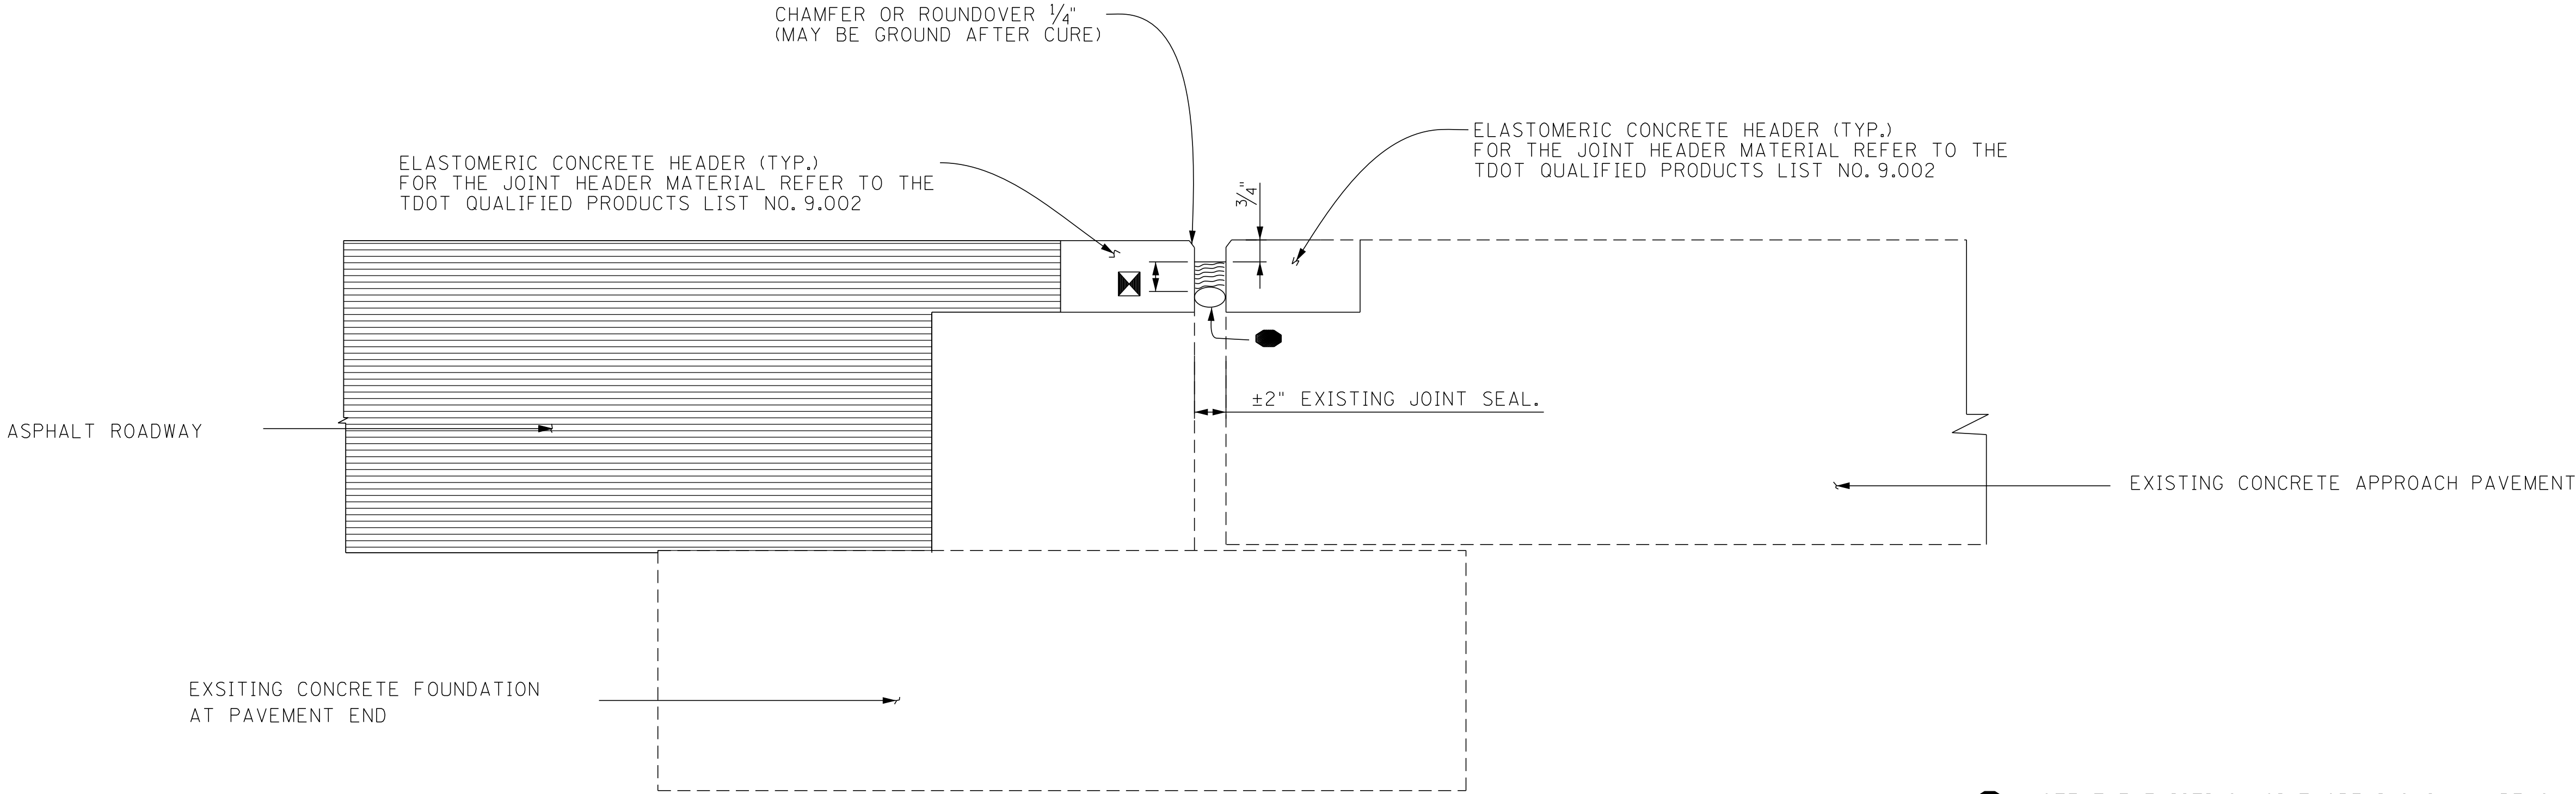 CHAMFER OR ROUNDOVER 1/4"
(MAY BE GROUND AFTER CURE)
ELASTOMERIC CONCRETE HEADER (TYP.)
FOR THE JOINT HEADER MATERIAL REFER TO THE
TDOT QUALIFIED PRODUCTS LIST NO. 9.002
ELASTOMERIC CONCRETE HEADER (TYP.)
FOR THE JOINT HEADER MATERIAL REFER TO THE
TDOT QUALIFIED PRODUCTS LIST NO. 9.002
3/4"
±2" EXISTING JOINT SEAL.
ASPHALT ROADWAY
EXISTING CONCRETE APPROACH PAVEMENT
EXSITING CONCRETE FOUNDATION
AT PAVEMENT END